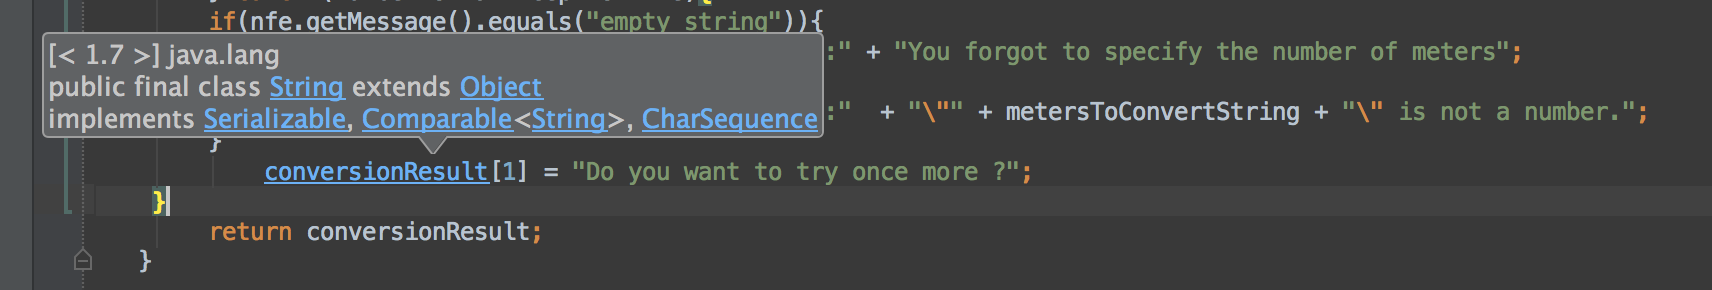 if(nfe.getMessage().equals("empty string")){
[< 1.7 >] java.lang
:" + "You forgot to specify the number of meters";
public final class String extends Object
implements Serializable, Comparable<String>, CharSequence
:"  + "\"" + metersToConvertString + "\" is not a number.";
}
conversionResult[1] = "Do you want to try once more ?";
}
return conversionResult;
}